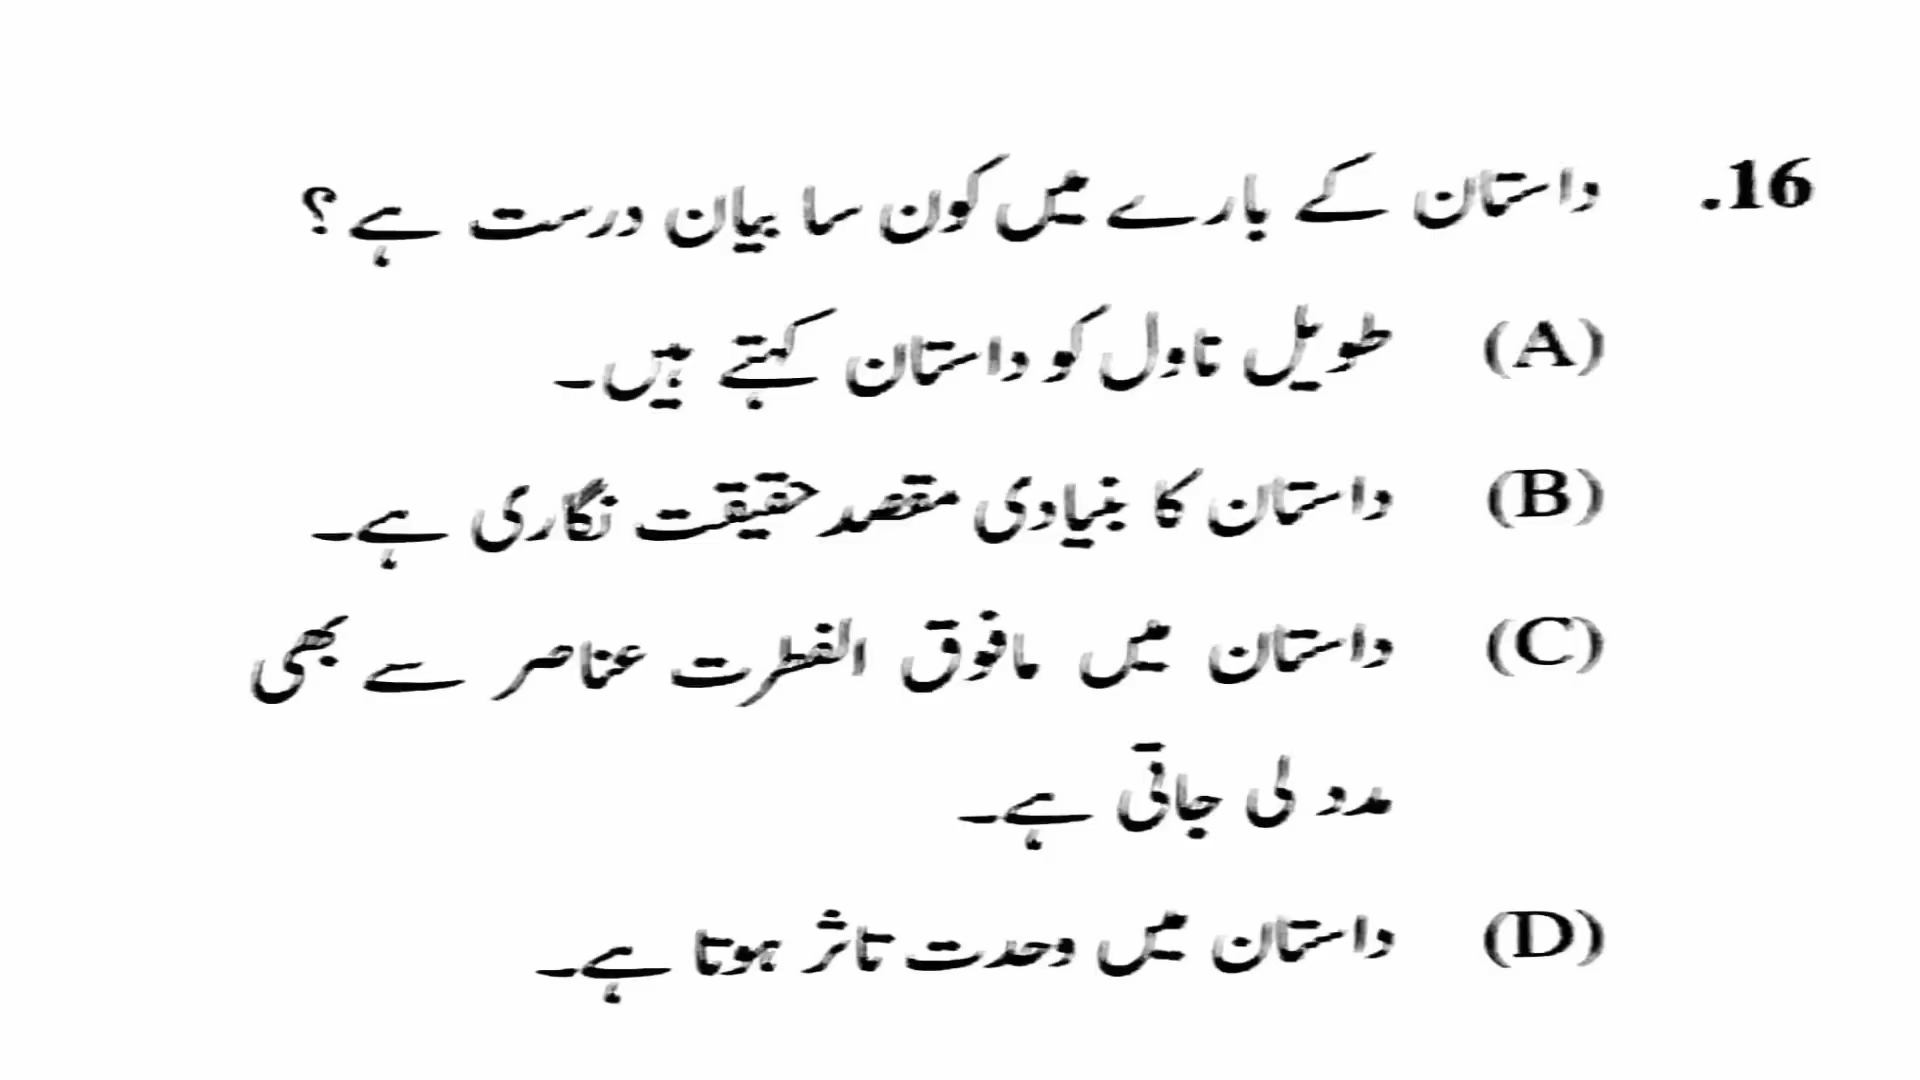 16. داستان کے بارے میں کون سا بیان درست ہے؟
(A) طویل ناول کو داستان کہتے ہیں۔
(B) داستان کا بنیادی مقصد حقیقت نگاری ہے۔
(C) داستان میں مافوق الفطرت عناصر سے بھی
مدد لی جاتی ہے۔
(D) داستان میں وحدت تاثر ہوتا ہے۔